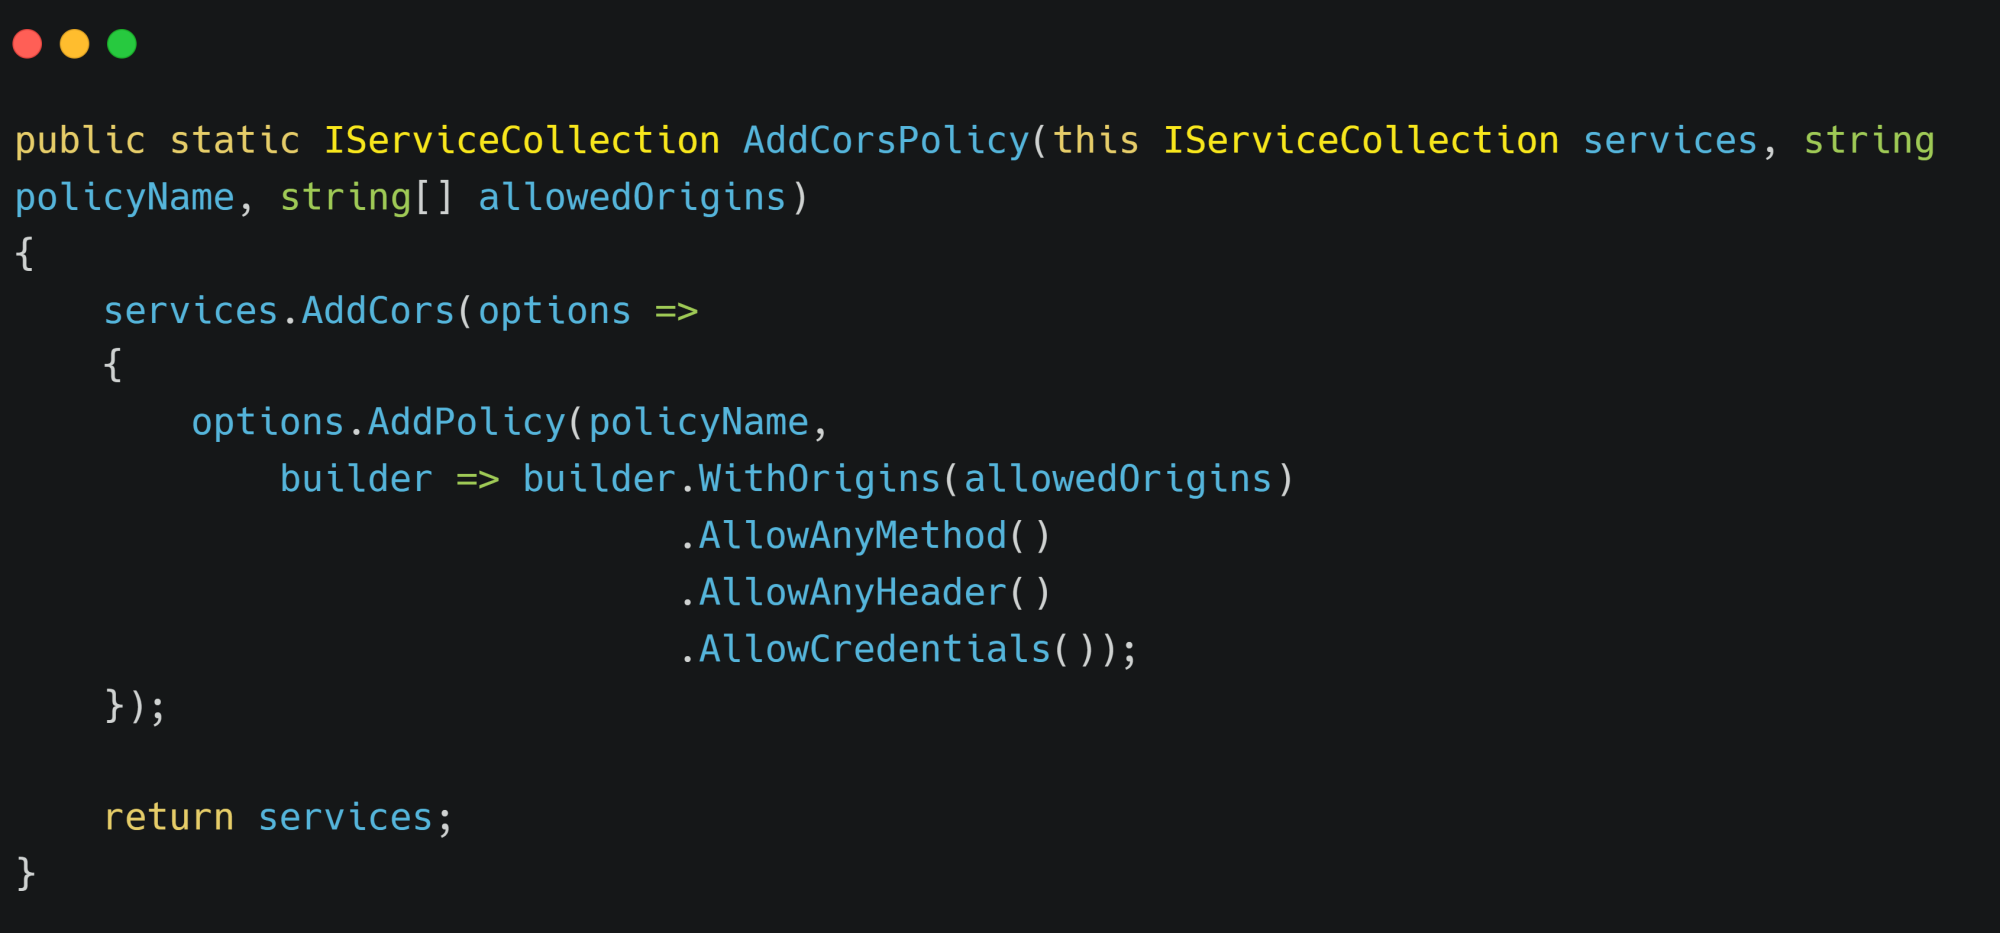 public static IServiceCollection AddCorsPolicy(this IServiceCollection services, string
policyName, string[] allowedOrigins)
{
    services.AddCors(options =>
    {
        options.AddPolicy(policyName,
            builder => builder.WithOrigins(allowedOrigins)
                              .AllowAnyMethod()
                              .AllowAnyHeader()
                              .AllowCredentials());
    });

    return services;
}